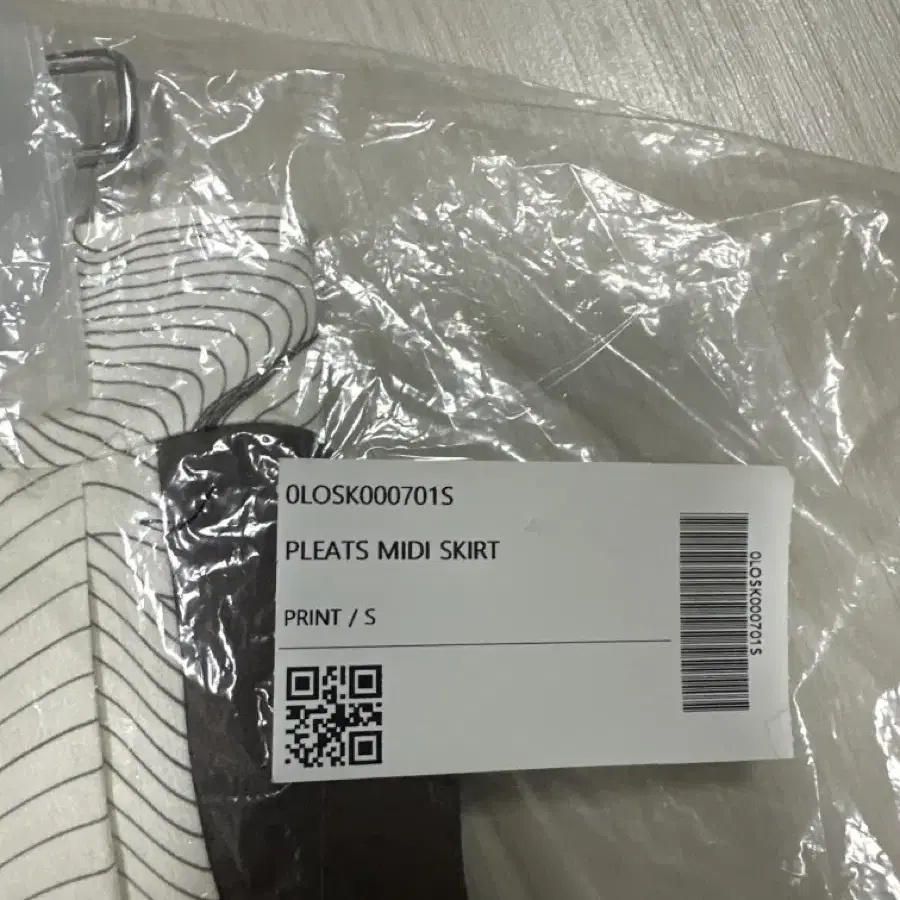 0LOSK000701S
PLEATS MIDI SKIRT
PRINT / S
0LOSK000701S